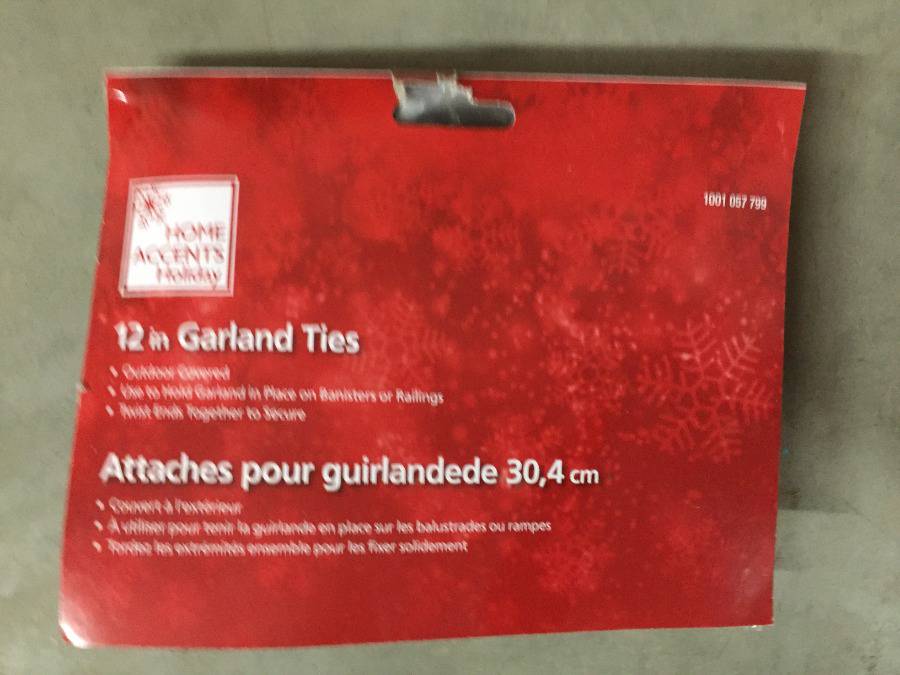 1001 057 799
HOME
ACCENTS
Holiday
12 in Garland Ties
Outdoor Covered
Use to Hold Garland in Place on Banisters or Railings
Twist Ends Together to Secure
Attaches pour guirlandede 30,4 cm
Couvert à l'extérieur
À utiliser pour tenir la guirlande en place sur les balustrades ou rampes
Tordez les extrémités ensemble pour les fixer solidement